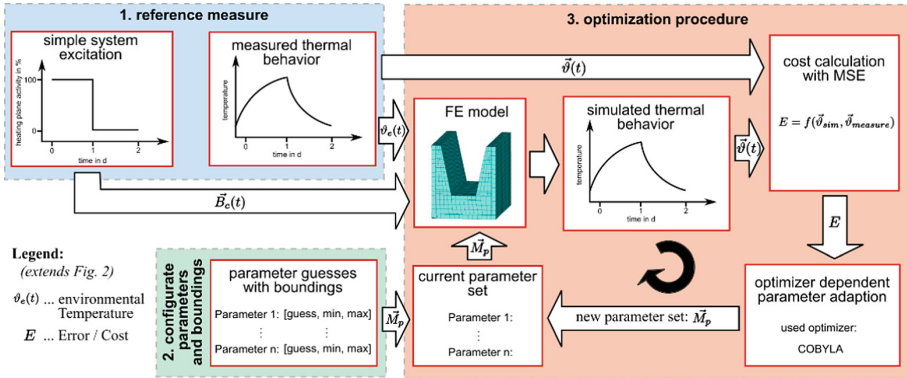 1. reference measure
simple system
excitation
heating plane activity in %
100
0
0
1
2
time in d
measured thermal
behavior
temperature
0
1
2
time in d
ϑₑ(t)
B⃗ₑ(t)
Legend:
(extends Fig. 2)
ϑₑ(t) ... environmental
Temperature
E ... Error / Cost
2. configurate
parameters
and boundings
parameter guesses
with boundings
Parameter 1: [guess, min, max]
⋮ ⋮
Parameter n: [guess, min, max]
M⃗ₚ
3. optimization procedure
ϑ⃗(t)
FE model
simulated thermal
behavior
temperature
0
1
2
time in d
ϑ⃗(t)
cost calculation
with MSE
E = f(ϑ⃗sim, ϑ⃗measure)
E
M⃗ₚ
current parameter
set
Parameter 1:
⋮
Parameter n:
new parameter set: M⃗ₚ
optimizer dependent
parameter adaption
used optimizer:
COBYLA